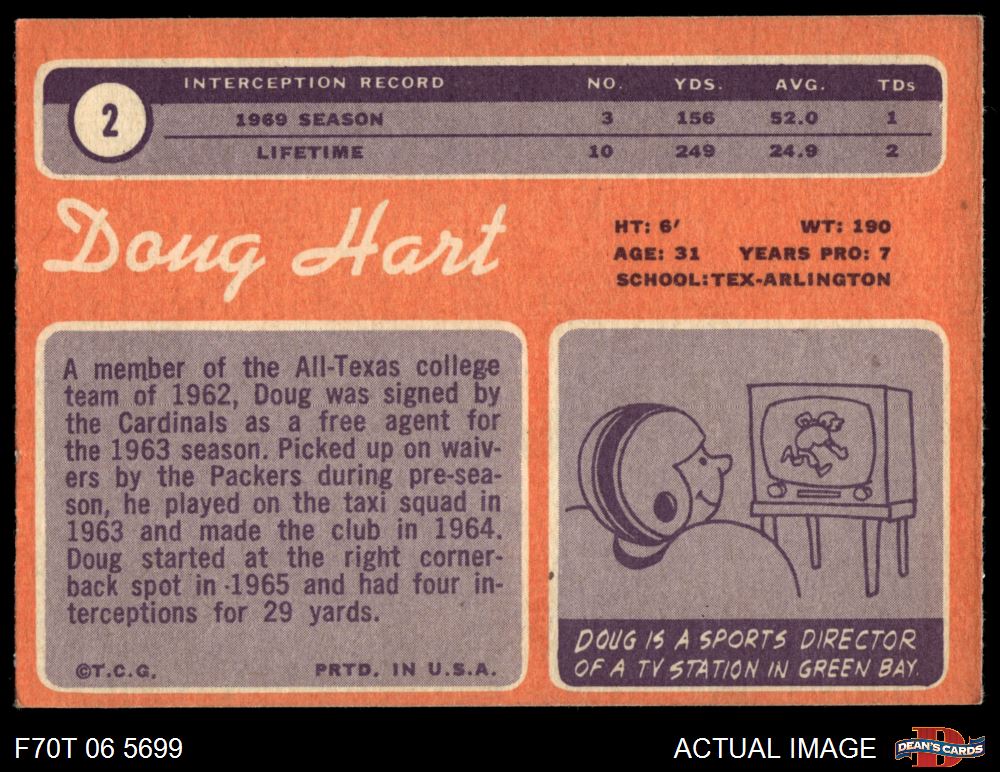 2
INTERCEPTION RECORD NO. YDS. AVG. TDs
1969 SEASON 3 156 52.0 1
LIFETIME 10 249 24.9 2
Doug Hart
HT: 6' WT: 190
AGE: 31 YEARS PRO: 7
SCHOOL: TEX-ARLINGTON
A member of the All-Texas college
team of 1962, Doug was signed by
the Cardinals as a free agent for
the 1963 season. Picked up on waiv-
ers by the Packers during pre-sea-
son, he played on the taxi squad in
1963 and made the club in 1964.
Doug started at the right corner-
back spot in 1965 and had four in-
terceptions for 29 yards.
©T.C.G. PRTD. IN U.S.A.
DOUG IS A SPORTS DIRECTOR
OF A TV STATION IN GREEN BAY.
F70T 06 5699
ACTUAL IMAGE
D
DEAN'S CARDS